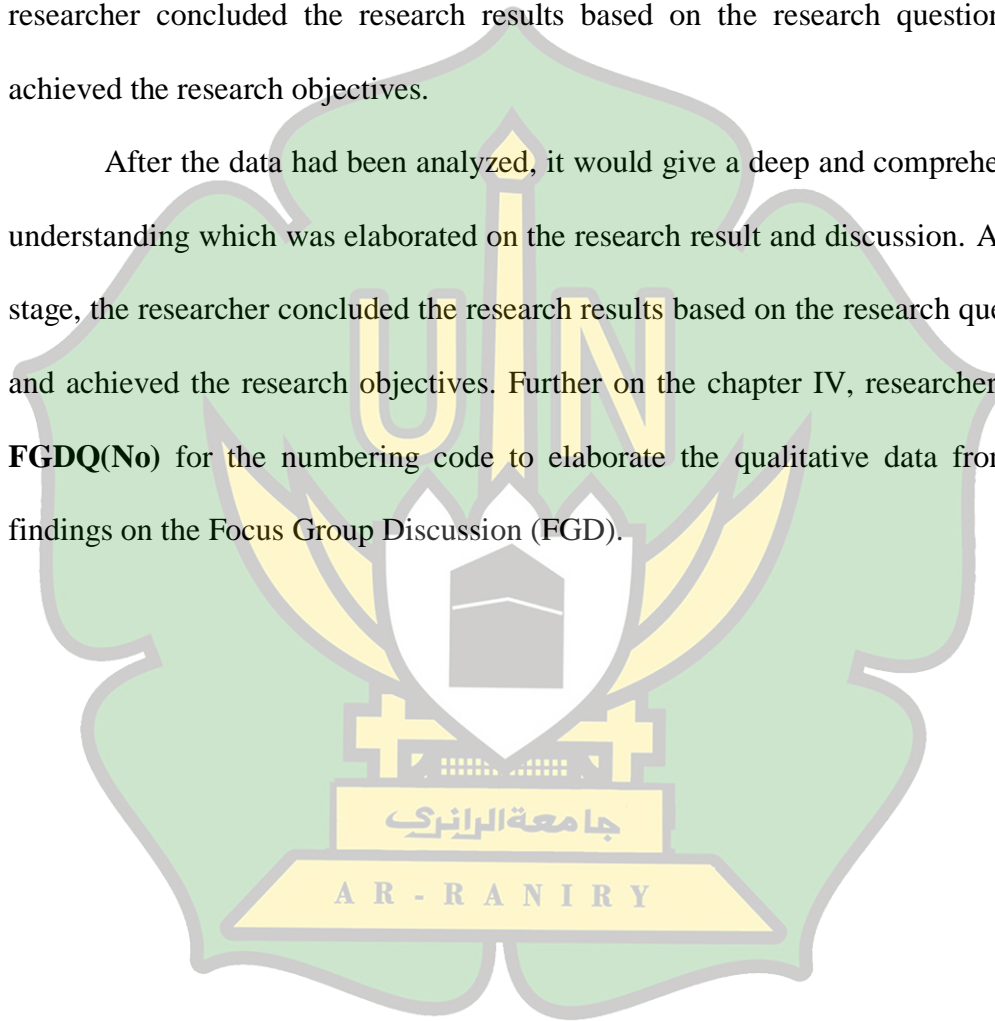 researcher concluded the research results based on the research question
achieved the research objectives.
After the data had been analyzed, it would give a deep and comprehe
understanding which was elaborated on the research result and discussion. A
stage, the researcher concluded the research results based on the research que
and achieved the research objectives. Further on the chapter IV, researcher
FGDQ(No) for the numbering code to elaborate the qualitative data from
findings on the Focus Group Discussion (FGD).
UIN
جامعةالرانرك
AR-RANIRY